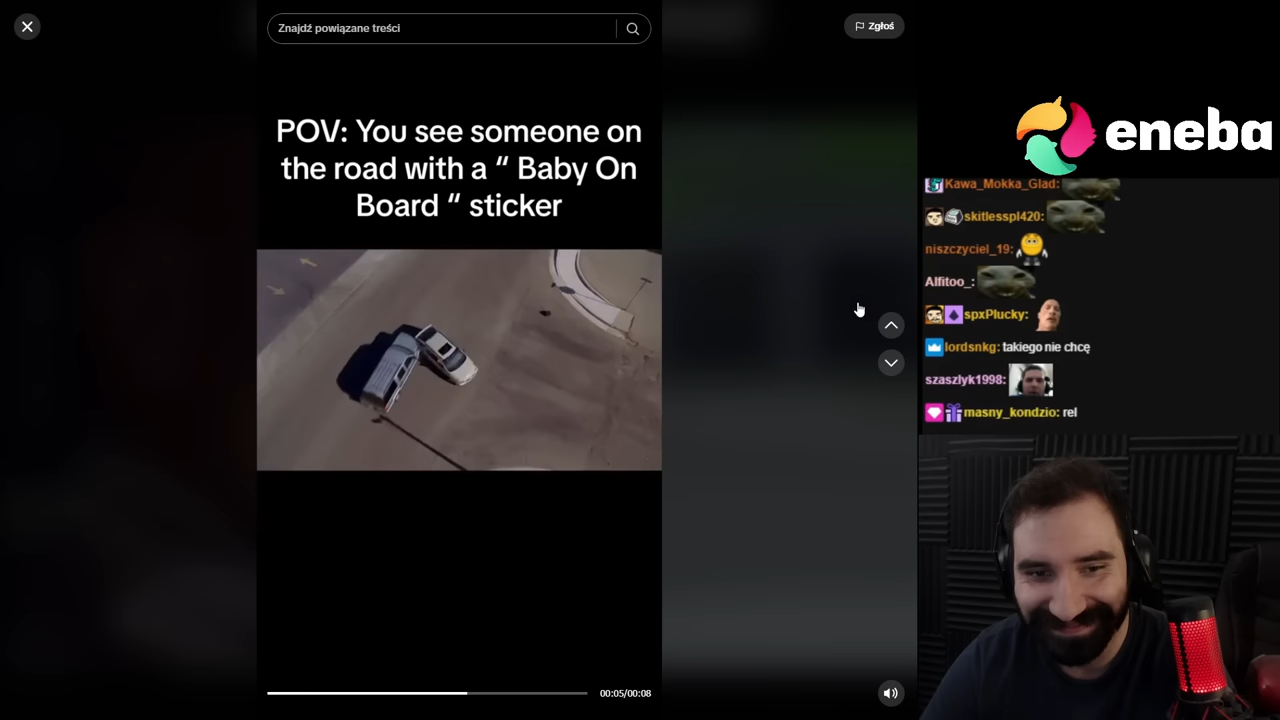 Znajdź powiązane treści
Zgłoś
POV: You see someone on
the road with a “ Baby On
Board “ sticker
00:05/00:08
eneba
Kawa_Mokka_Glad:
skitlesspl420:
niszczyciel_19:
Alfitoo_:
spxPlucky:
lordsnkg: takiego nie chcę
szaszlyk1998:
masny_kondzio: rel